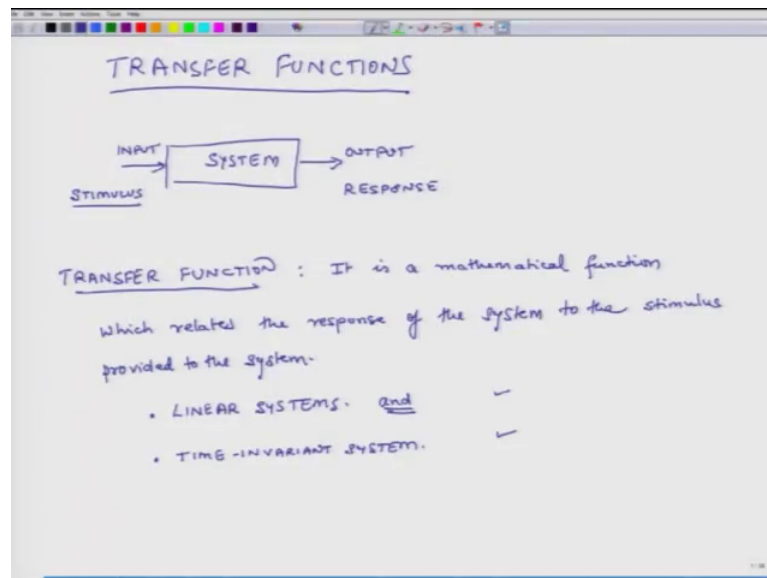 TRANSFER FUNCTIONS
INPUT
SYSTEM
OUTPUT
STIMULUS
RESPONSE
TRANSFER FUNCTION : It is a mathematical function
which related the response of the system to the stimulus
provided to the system.
• LINEAR SYSTEMS. and
• TIME-INVARIANT SYSTEM.